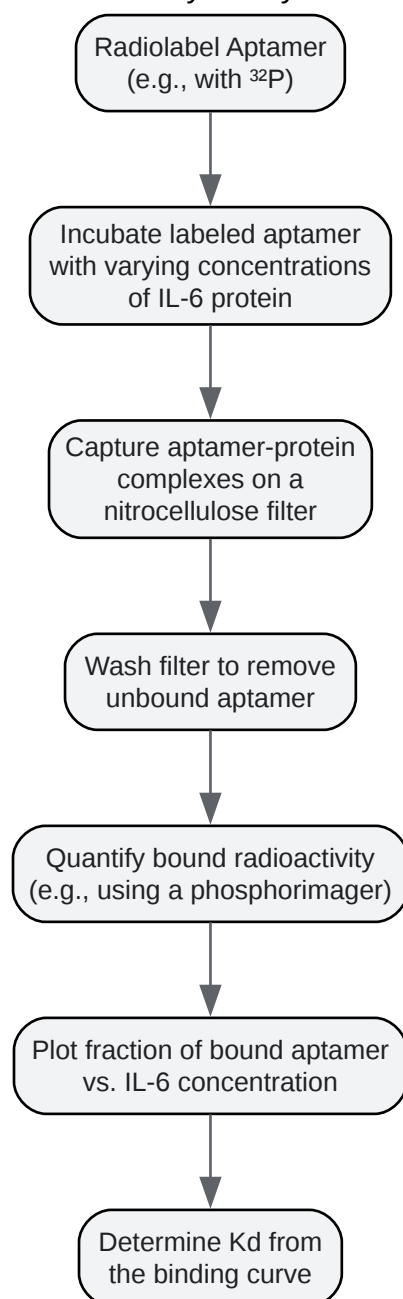 Radiolabel Aptamer
(e.g., with ³²P)
Incubate labeled aptamer
with varying concentrations
of IL-6 protein
Capture aptamer-protein
complexes on a
nitrocellulose filter
Wash filter to remove
unbound aptamer
Quantify bound radioactivity
(e.g., using a phosphorimager)
Plot fraction of bound aptamer
vs. IL-6 concentration
Determine Kd from
the binding curve